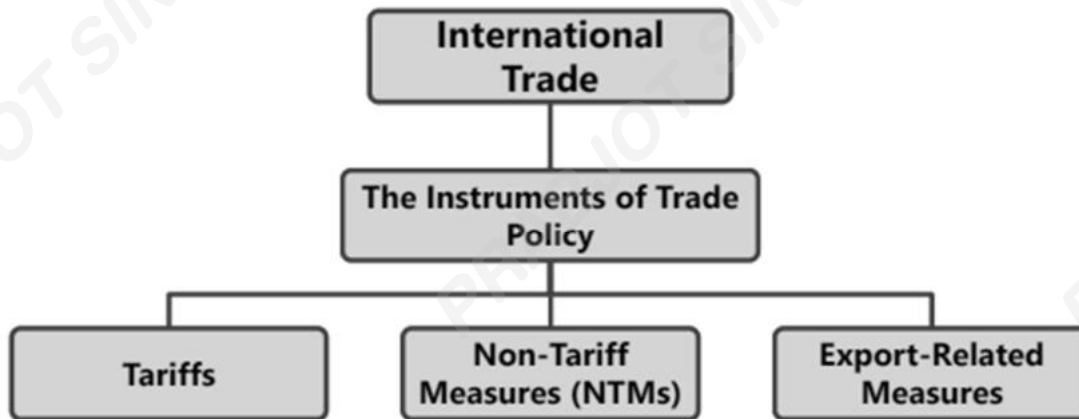 International
Trade
The Instruments of Trade
Policy
Tariffs
Non-Tariff
Measures (NTMs)
Export-Related
Measures